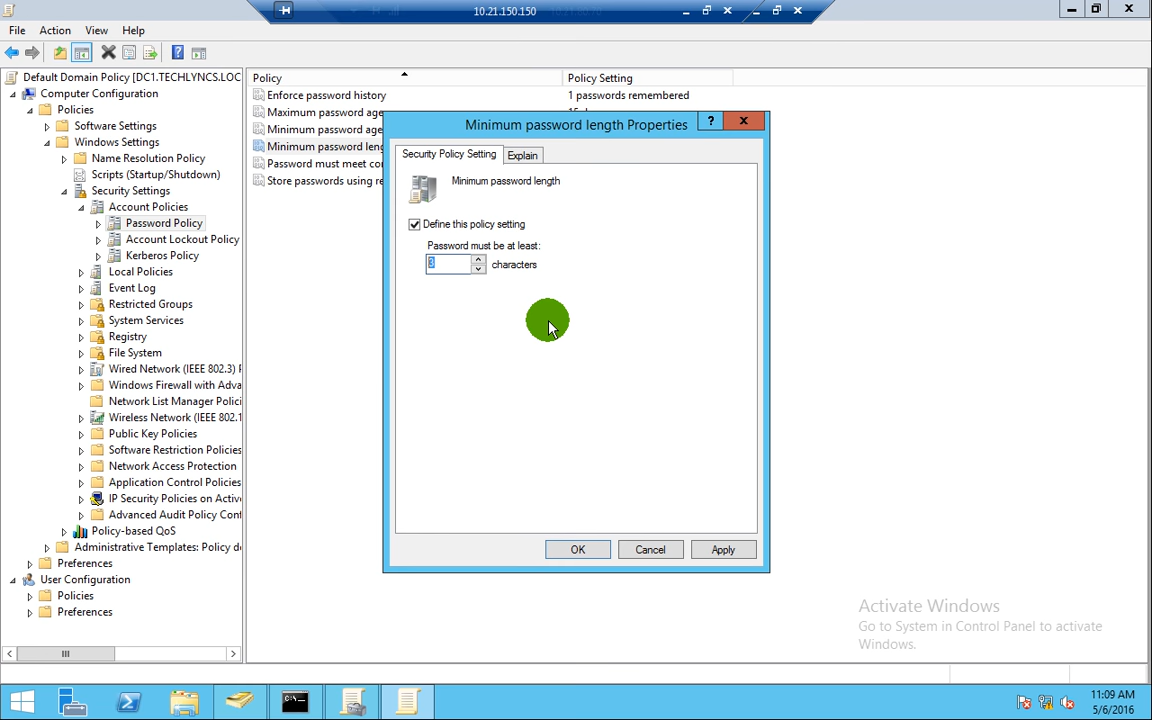 10.21.150.150
File Action View Help
Default Domain Policy [DC1.TECHLYNCS.LOC
Computer Configuration
Policies
Software Settings
Windows Settings
Name Resolution Policy
Scripts (Startup/Shutdown)
Security Settings
Account Policies
Password Policy
Account Lockout Policy
Kerberos Policy
Local Policies
Event Log
Restricted Groups
System Services
Registry
File System
Wired Network (IEEE 802.3)
Windows Firewall with Adva
Network List Manager Polici
Wireless Network (IEEE 802.1
Public Key Policies
Software Restriction Policies
Network Access Protection
Application Control Policies
IP Security Policies on Activ
Advanced Audit Policy Con
Policy-based QoS
Administrative Templates: Policy d
Preferences
User Configuration
Policies
Preferences
Policy Policy Setting
Enforce password history 1 passwords remembered
Maximum password age
Minimum password age
Minimum password len
Password must meet co
Store passwords using re
Minimum password length Properties
Security Policy Setting Explain
Minimum password length
Define this policy setting
Password must be at least:
3 characters
OK Cancel Apply
Activate Windows
Go to System in Control Panel to activate
Windows.
11:09 AM
5/6/2016